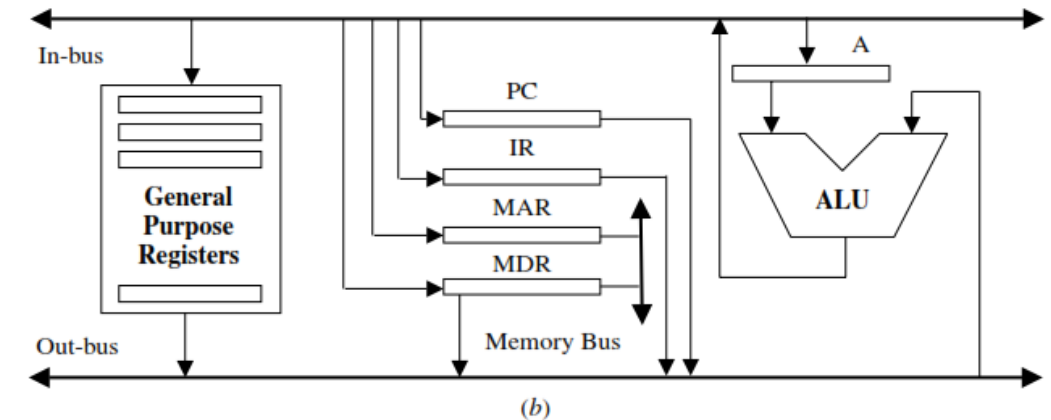 In-bus
A
PC
IR
General
Purpose
Registers
MAR
MDR
ALU
Out-bus
Memory Bus
(b)